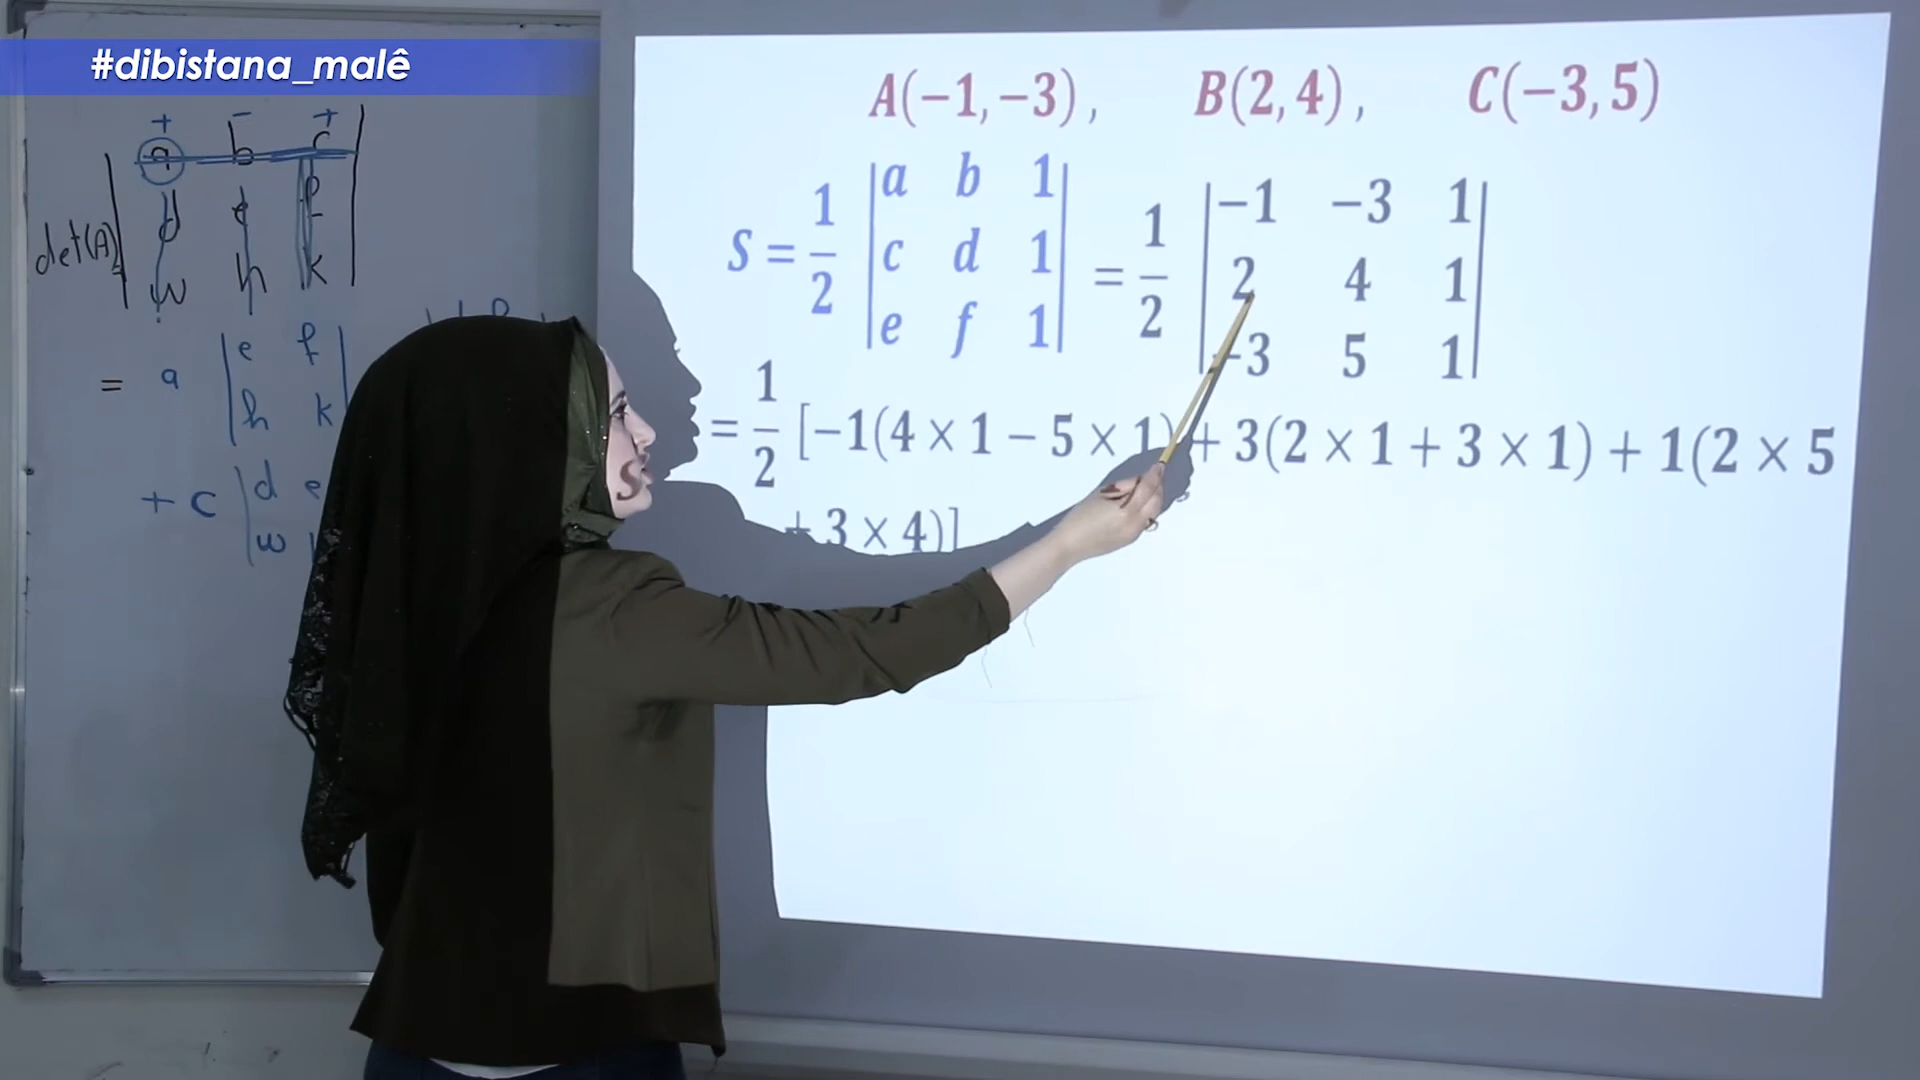 #dibistana_malê
+ - +
a b c
d e f
det(A)
w h k
e f
= a
h k
+ c d e
w
A(−1, −3), B(2, 4), C(−3, 5)
S = 1/2 |a b 1| = 1/2 |−1 −3 1|
|c d 1| |2 4 1|
|e f 1| |−3 5 1|
= 1/2 [−1(4 × 1 − 5 × 1) + 3(2 × 1 + 3 × 1) + 1(2 × 5
+ 3 × 4)]